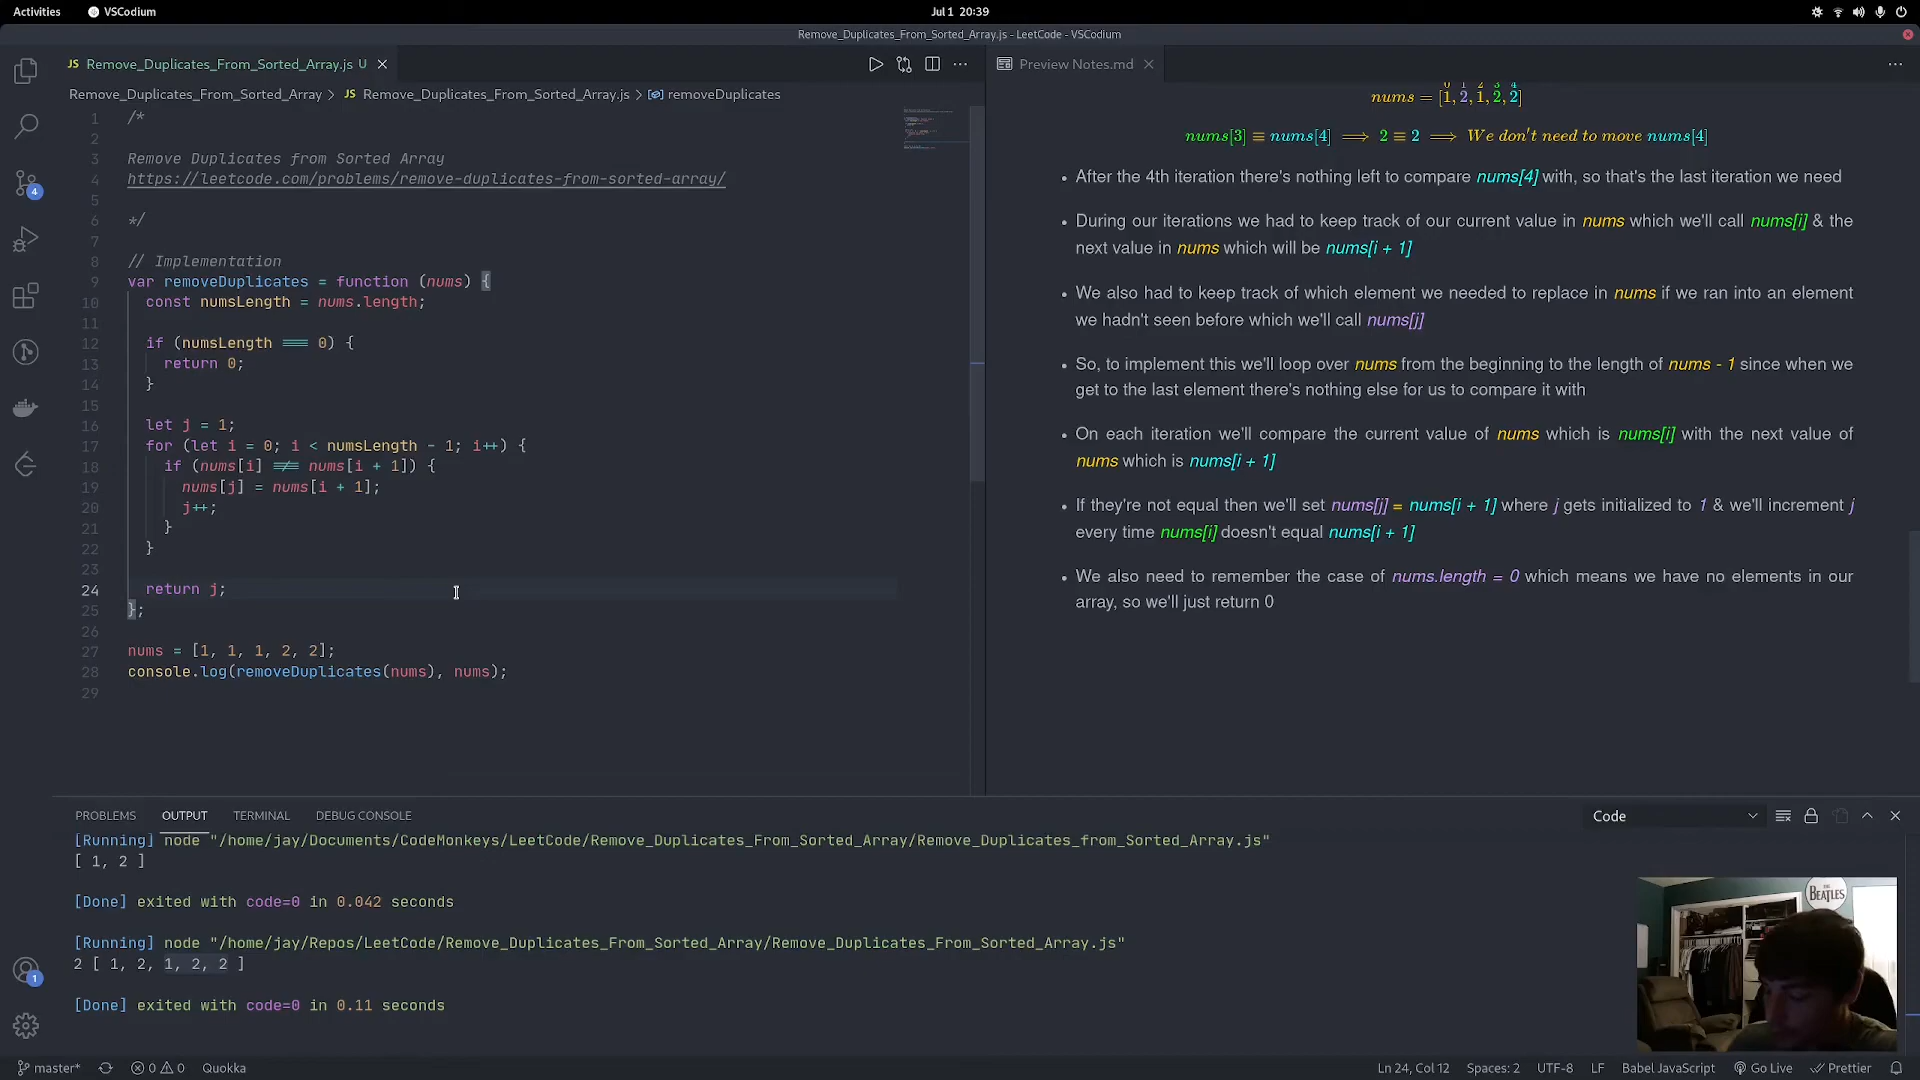 Activities
VSCodium
Jul 1 20:39
Remove_Duplicates_From_Sorted_Array.js - LeetCode - VSCodium
JS Remove_Duplicates_From_Sorted_Array.js U
Preview Notes.md
Remove_Duplicates_From_Sorted_Array > JS Remove_Duplicates_From_Sorted_Array.js > removeDuplicates
1 /*
2
3 Remove Duplicates from Sorted Array
4 https://leetcode.com/problems/remove-duplicates-from-sorted-array/
5
6 */
7
8 // Implementation
9 var removeDuplicates = function (nums) {
10 const numsLength = nums.length;
11
12 if (numsLength === 0) {
13 return 0;
14 }
15
16 let j = 1;
17 for (let i = 0; i < numsLength - 1; i++) {
18 if (nums[i] !== nums[i + 1]) {
19 nums[j] = nums[i + 1];
20 j++;
21 }
22 }
23
24 return j;
25 };
26
27 nums = [1, 1, 1, 2, 2];
28 console.log(removeDuplicates(nums), nums);
29
0 1 2 3 4
nums = [1, 2, 1, 2, 2]
nums[3] ≡ nums[4] ⟹ 2 ≡ 2 ⟹ We don't need to move nums[4]
• After the 4th iteration there's nothing left to compare nums[4] with, so that's the last iteration we need
• During our iterations we had to keep track of our current value in nums which we'll call nums[i] & the
next value in nums which will be nums[i + 1]
• We also had to keep track of which element we needed to replace in nums if we ran into an element
we hadn't seen before which we'll call nums[j]
• So, to implement this we'll loop over nums from the beginning to the length of nums - 1 since when we
get to the last element there's nothing else for us to compare it with
• On each iteration we'll compare the current value of nums which is nums[i] with the next value of
nums which is nums[i + 1]
• If they're not equal then we'll set nums[j] = nums[i + 1] where j gets initialized to 1 & we'll increment j
every time nums[i] doesn't equal nums[i + 1]
• We also need to remember the case of nums.length = 0 which means we have no elements in our
array, so we'll just return 0
4
1
PROBLEMS OUTPUT TERMINAL DEBUG CONSOLE
Code
[Running] node "/home/jay/Documents/CodeMonkeys/LeetCode/Remove_Duplicates_From_Sorted_Array/Remove_Duplicates_from_Sorted_Array.js"
[ 1, 2 ]
[Done] exited with code=0 in 0.042 seconds
[Running] node "/home/jay/Repos/LeetCode/Remove_Duplicates_From_Sorted_Array/Remove_Duplicates_From_Sorted_Array.js"
2 [ 1, 2, 1, 2, 2 ]
[Done] exited with code=0 in 0.11 seconds
THE
BEATLES
master* 0 0 Quokka
Ln 24, Col 12 Spaces: 2 UTF-8 LF Babel JavaScript Go Live Prettier